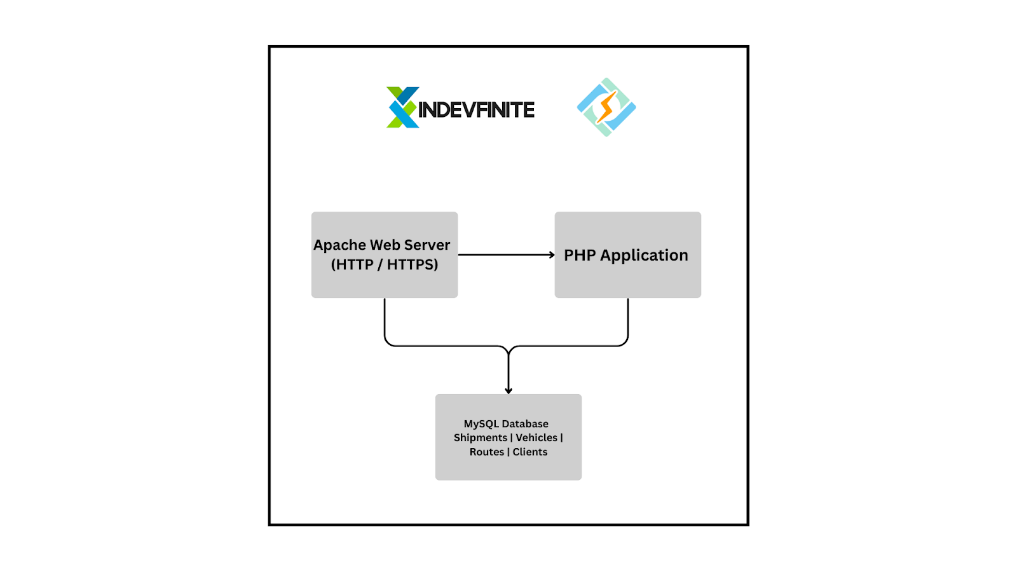 INDEVFINITE
Apache Web Server
(HTTP / HTTPS)
PHP Application
MySQL Database
Shipments | Vehicles |
Routes | Clients